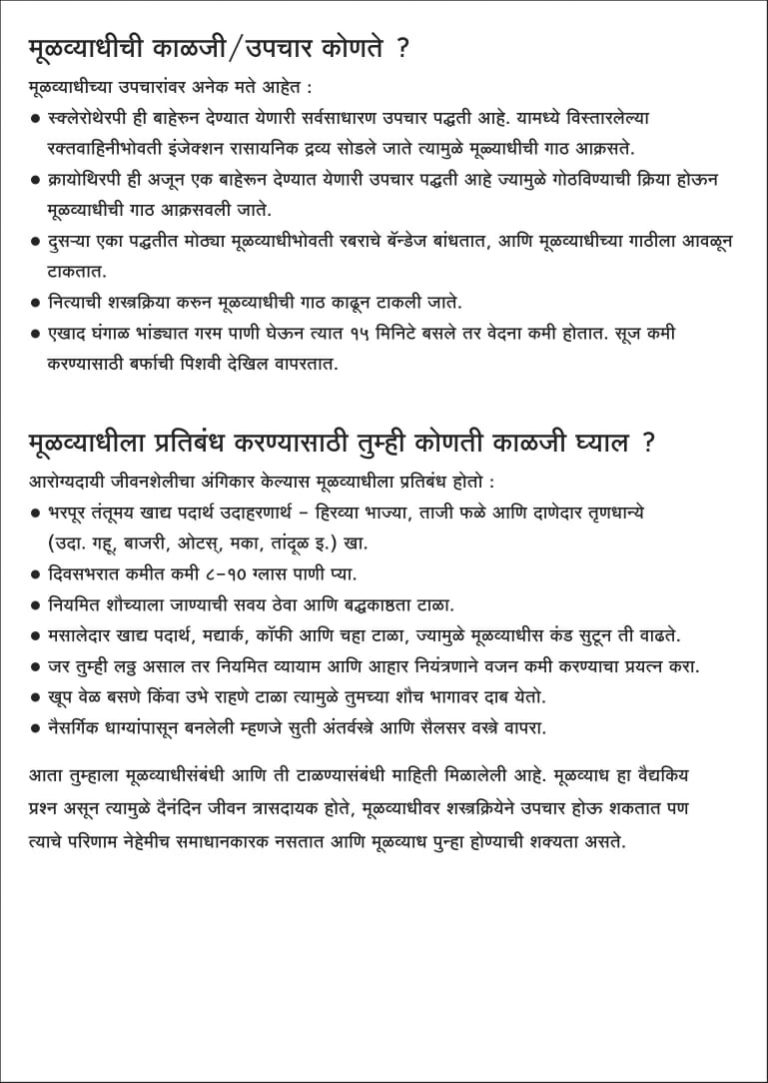 मूळव्याधीची काळजी/उपचार कोणते ?
मूळव्याधीच्या उपचारांवर अनेक मते आहेत :
● स्क्लेरोथेरपी ही बाहेरुन देण्यात येणारी सर्वसाधारण उपचार पद्धती आहे. यामध्ये विस्तारलेल्या
रक्तवाहिनीभोवती इंजेक्शन रासायनिक द्रव्य सोडले जाते त्यामुळे मूळ्याधीची गाठ आक्रसते.
● क्रायोथिरपी ही अजून एक बाहेरून देण्यात येणारी उपचार पद्धती आहे ज्यामुळे गोठविण्याची क्रिया होऊन
मूळव्याधीची गाठ आक्रसवली जाते.
● दुसऱ्या एका पद्धतीत मोठ्या मूळव्याधीभोवती रबराचे बॅन्डेज बांधतात, आणि मूळव्याधीच्या गाठीला आवळून
टाकतात.
● नित्याची शस्त्रक्रिया करुन मूळव्याधीची गाठ काढून टाकली जाते.
● एखाद घंगाळ भांड्यात गरम पाणी घेऊन त्यात १५ मिनिटे बसले तर वेदना कमी होतात. सूज कमी
करण्यासाठी बर्फाची पिशवी देखिल वापरतात.
मूळव्याधीला प्रतिबंध करण्यासाठी तुम्ही कोणती काळजी घ्याल ?
आरोग्यदायी जीवनशेलीचा अंगिकार केल्यास मूळव्याधीला प्रतिबंध होतो :
● भरपूर तंतूमय खाद्य पदार्थ उदाहरणार्थ – हिरव्या भाज्या, ताजी फळे आणि दाणेदार तृणधान्ये
(उदा. गहू, बाजरी, ओटस्, मका, तांदूळ इ.) खा.
● दिवसभरात कमीत कमी ८–१० ग्लास पाणी प्या.
● नियमित शौच्याला जाण्याची सवय ठेवा आणि बद्धकाष्ठता टाळा.
● मसालेदार खाद्य पदार्थ, मद्यार्क, कॉफी आणि चहा टाळा, ज्यामुळे मूळव्याधीस कंड सुटून ती वाढते.
● जर तुम्ही लठ्ठ असाल तर नियमित व्यायाम आणि आहार नियंत्रणाने वजन कमी करण्याचा प्रयत्न करा.
● खूप वेळ बसणे किंवा उभे राहणे टाळा त्यामुळे तुमच्या शौच भागावर दाब येतो.
● नैसर्गिक धाग्यांपासून बनलेली म्हणजे सुती अंतर्वस्त्रे आणि सैलसर वस्त्रे वापरा.
आता तुम्हाला मूळव्याधीसंबंधी आणि ती टाळण्यासंबंधी माहिती मिळालेली आहे. मूळव्याध हा वैद्यकिय
प्रश्न असून त्यामुळे दैनंदिन जीवन त्रासदायक होते, मूळव्याधीवर शस्त्रक्रियेने उपचार होऊ शकतात पण
त्याचे परिणाम नेहेमीच समाधानकारक नसतात आणि मूळव्याध पुन्हा होण्याची शक्यता असते.